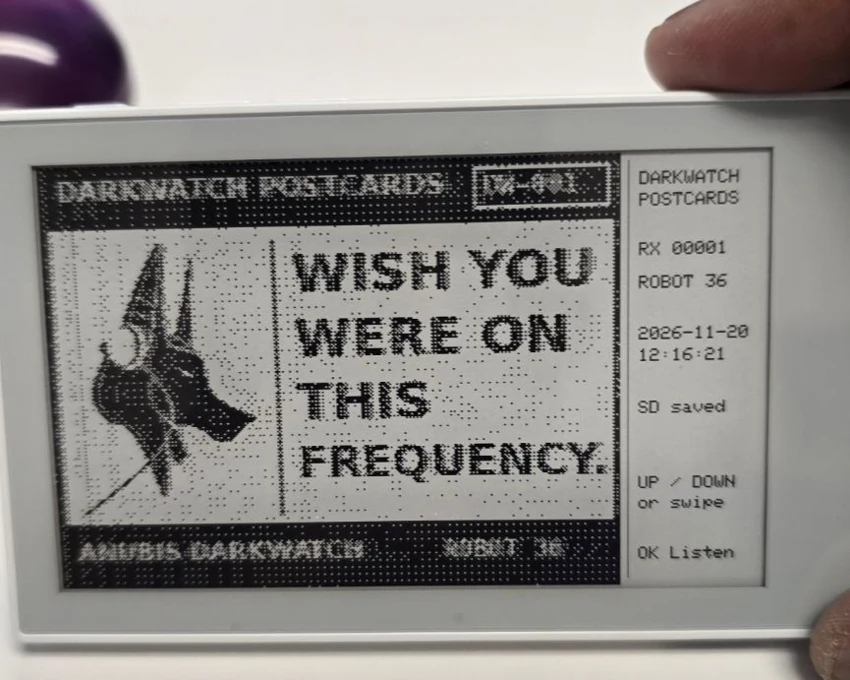 DARKWATCH POSTCARDS
WISH YOU
WERE ON
THIS
FREQUENCY.
ANUBIS DARKWATCH
ROBOT 36
DARKWATCH
POSTCARDS
RX 00001
ROBOT 36
2026-11-20
12:16:21
SD saved
UP / DOWN
or swipe
OK Listen